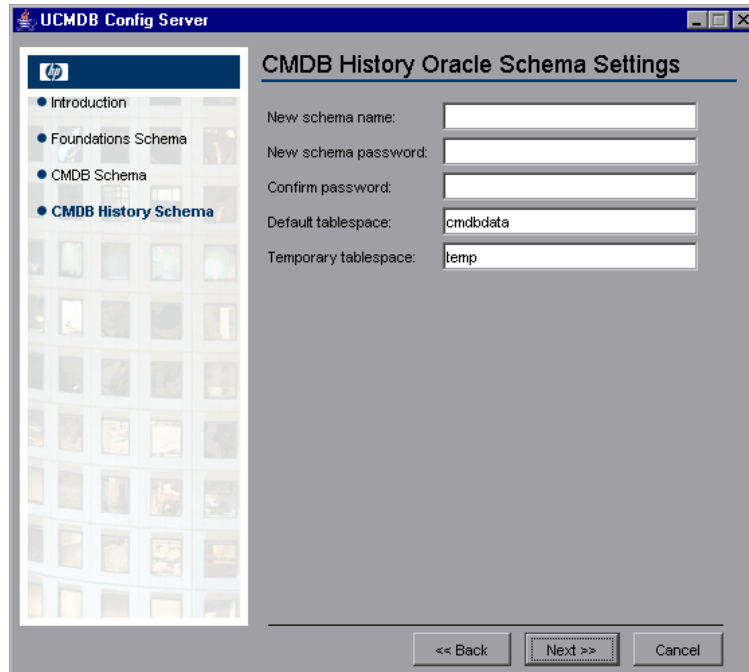 UCMDB Config Server
hp
Introduction
Foundations Schema
CMDB Schema
CMDB History Schema
CMDB History Oracle Schema Settings
New schema name:
New schema password:
Confirm password:
Default tablespace: cmdbdata
Temporary tablespace: temp
<< Back Next >> Cancel